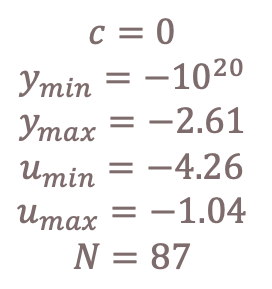 c = 0
y_min = −10^20
y_max = −2.61
u_min = −4.26
u_max = −1.04
N = 87